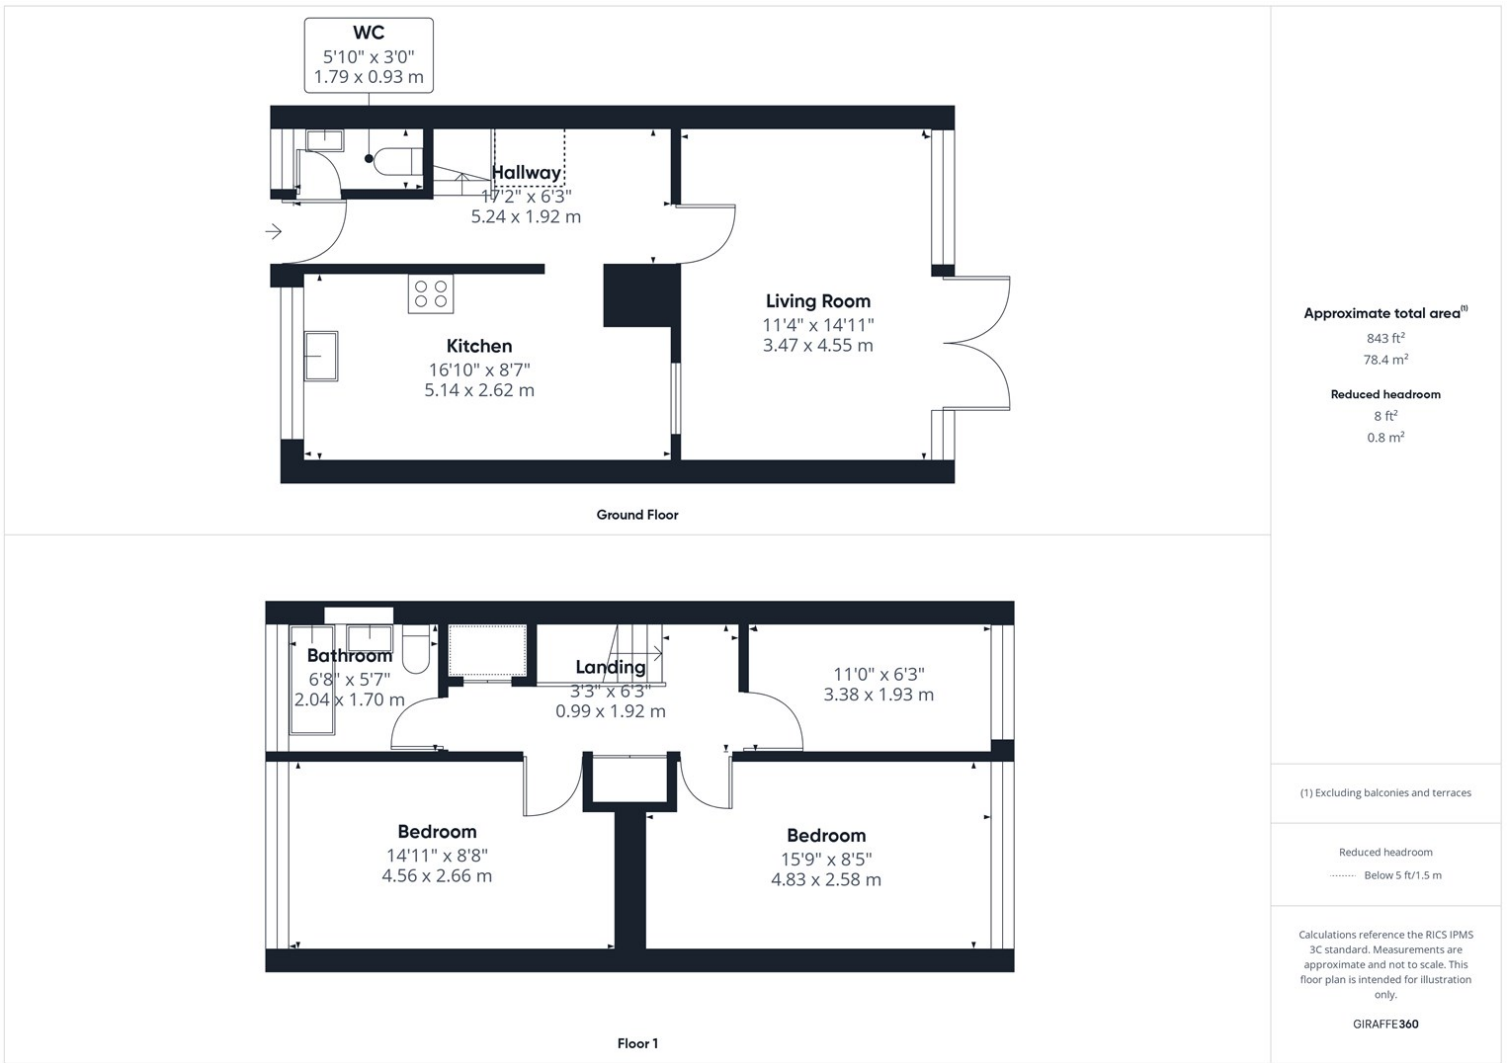 WC
5'10" x 3'0"
1.79 x 0.93 m
Hallway
17'2" x 6'3"
5.24 x 1.92 m
Living Room
11'4" x 14'11"
3.47 x 4.55 m
Kitchen
16'10" x 8'7"
5.14 x 2.62 m
Ground Floor
Bathroom
6'8" x 5'7"
2.04 x 1.70 m
Landing
3'3" x 6'3"
0.99 x 1.92 m
11'0" x 6'3"
3.38 x 1.93 m
Bedroom
14'11" x 8'8"
4.56 x 2.66 m
Bedroom
15'9" x 8'5"
4.83 x 2.58 m
Floor 1
Approximate total area(1)
843 ft²
78.4 m²
Reduced headroom
8 ft²
0.8 m²
(1) Excluding balconies and terraces
Reduced headroom
Below 5 ft/1.5 m
Calculations reference the RICS IPMS
3C standard. Measurements are
approximate and not to scale. This
floor plan is intended for illustration
only.
GIRAFFE360